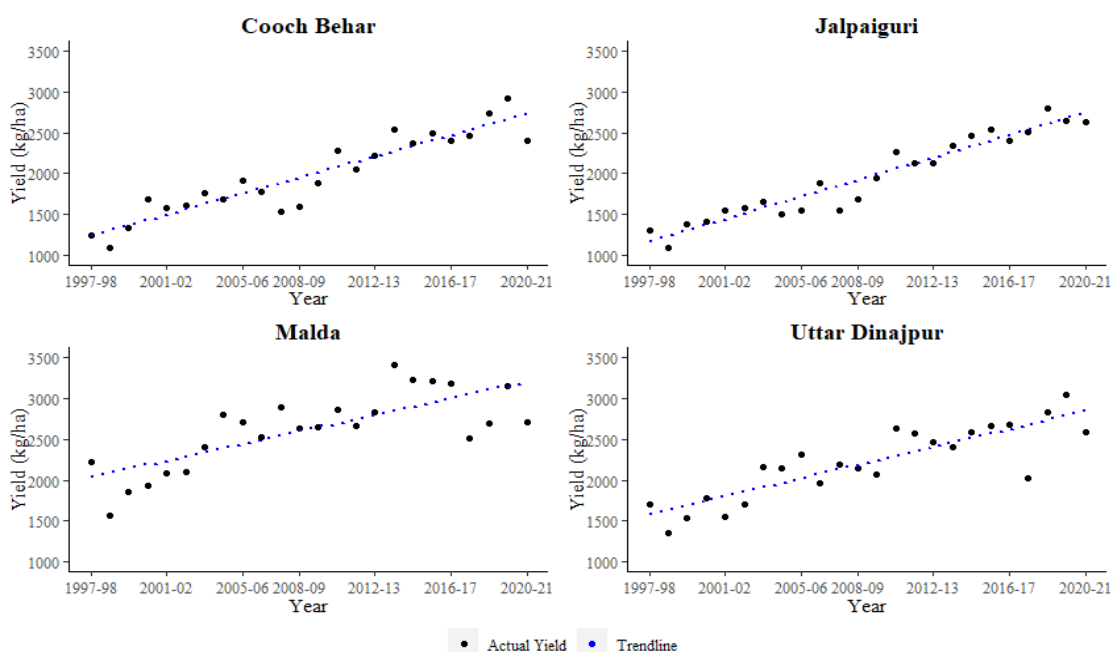 Cooch Behar
Yield (kg/ha)
3500
3000
2500
2000
1500
1000
1997-98 2001-02 2005-06 2008-09 2012-13 2016-17 2020-21
Year
Jalpaiguri
Yield (kg/ha)
3500
3000
2500
2000
1500
1000
1997-98 2001-02 2005-06 2008-09 2012-13 2016-17 2020-21
Year
Malda
Yield (kg/ha)
3500
3000
2500
2000
1500
1000
1997-98 2001-02 2005-06 2008-09 2012-13 2016-17 2020-21
Year
Uttar Dinajpur
Yield (kg/ha)
3500
3000
2500
2000
1500
1000
1997-98 2001-02 2005-06 2008-09 2012-13 2016-17 2020-21
Year
Actual Yield Trendline